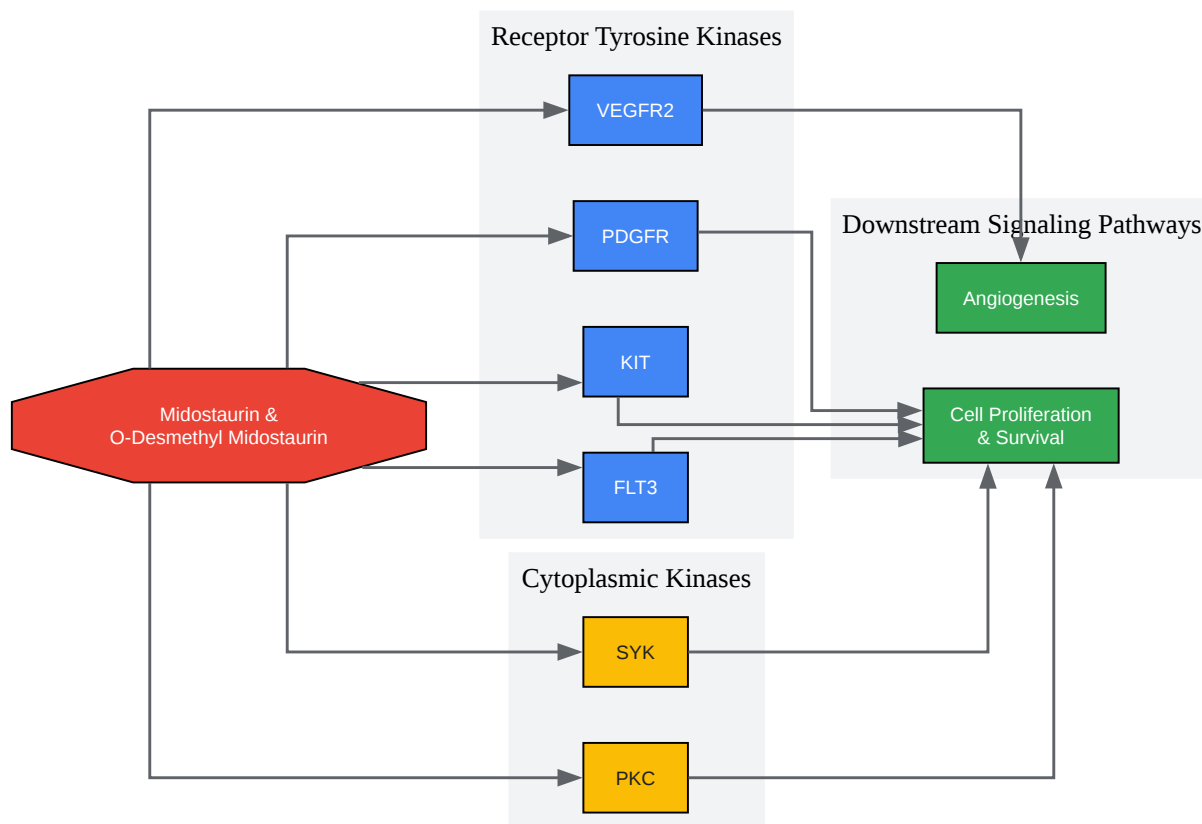 Receptor Tyrosine Kinases
VEGFR2
PDGFR
KIT
FLT3
Midostaurin &
O-Desmethyl Midostaurin
Downstream Signaling Pathways
Angiogenesis
Cell Proliferation
& Survival
Cytoplasmic Kinases
SYK
PKC